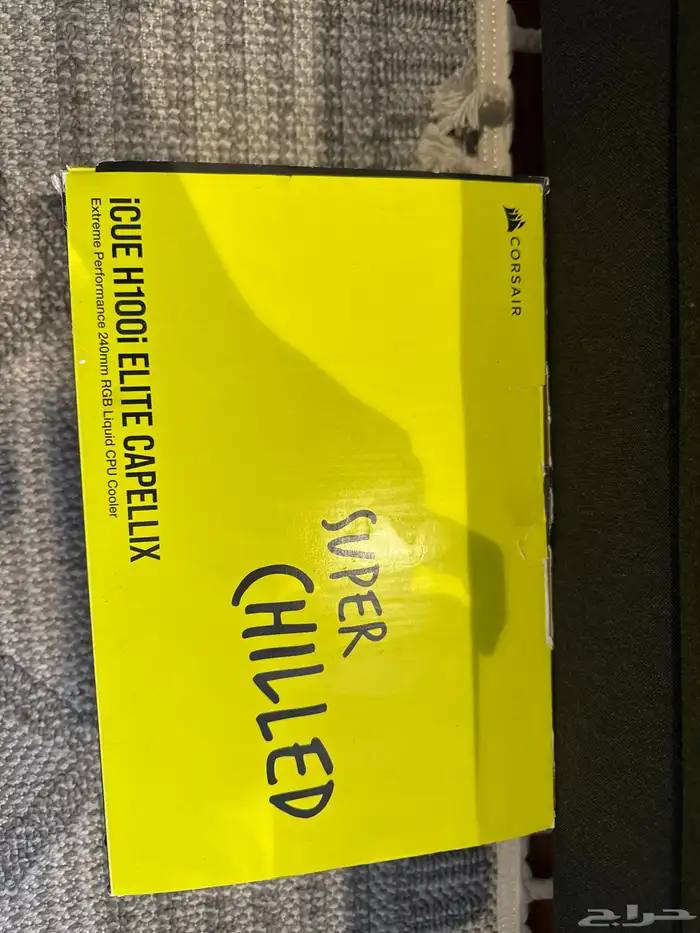 CORSAIR
SUPER
CHILLED
iCUE H100i ELITE CAPELLIX
Extreme Performance 240mm RGB Liquid CPU Cooler
حراج